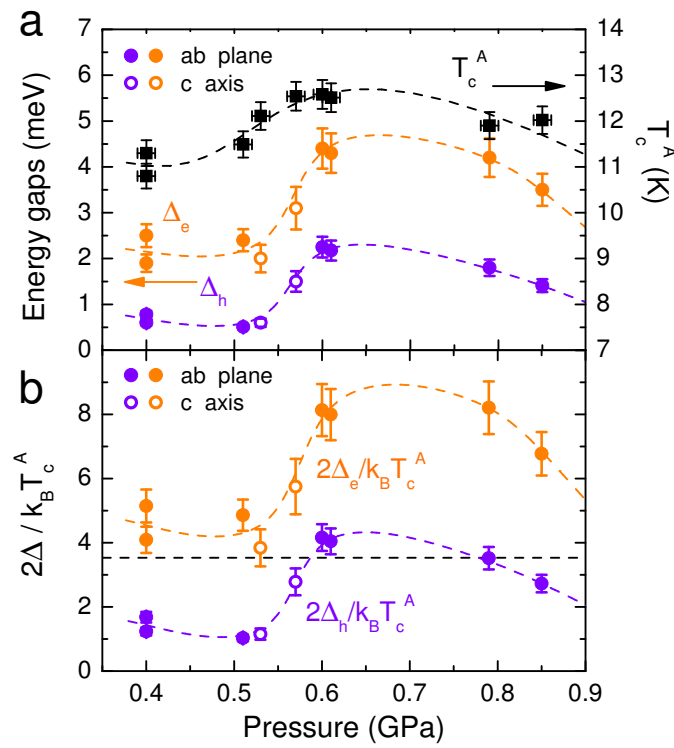 a
ab plane
c axis
T_c^A
Δ_e
Δ_h
Energy gaps (meV)
7
6
5
4
3
2
1
0
T_c^A (K)
14
13
12
11
10
9
8
7
b
ab plane
c axis
2Δ_e/k_BT_c^A
2Δ_h/k_BT_c^A
2Δ / k_BT_c^A
8
6
4
2
0
0.4 0.5 0.6 0.7 0.8 0.9
Pressure (GPa)